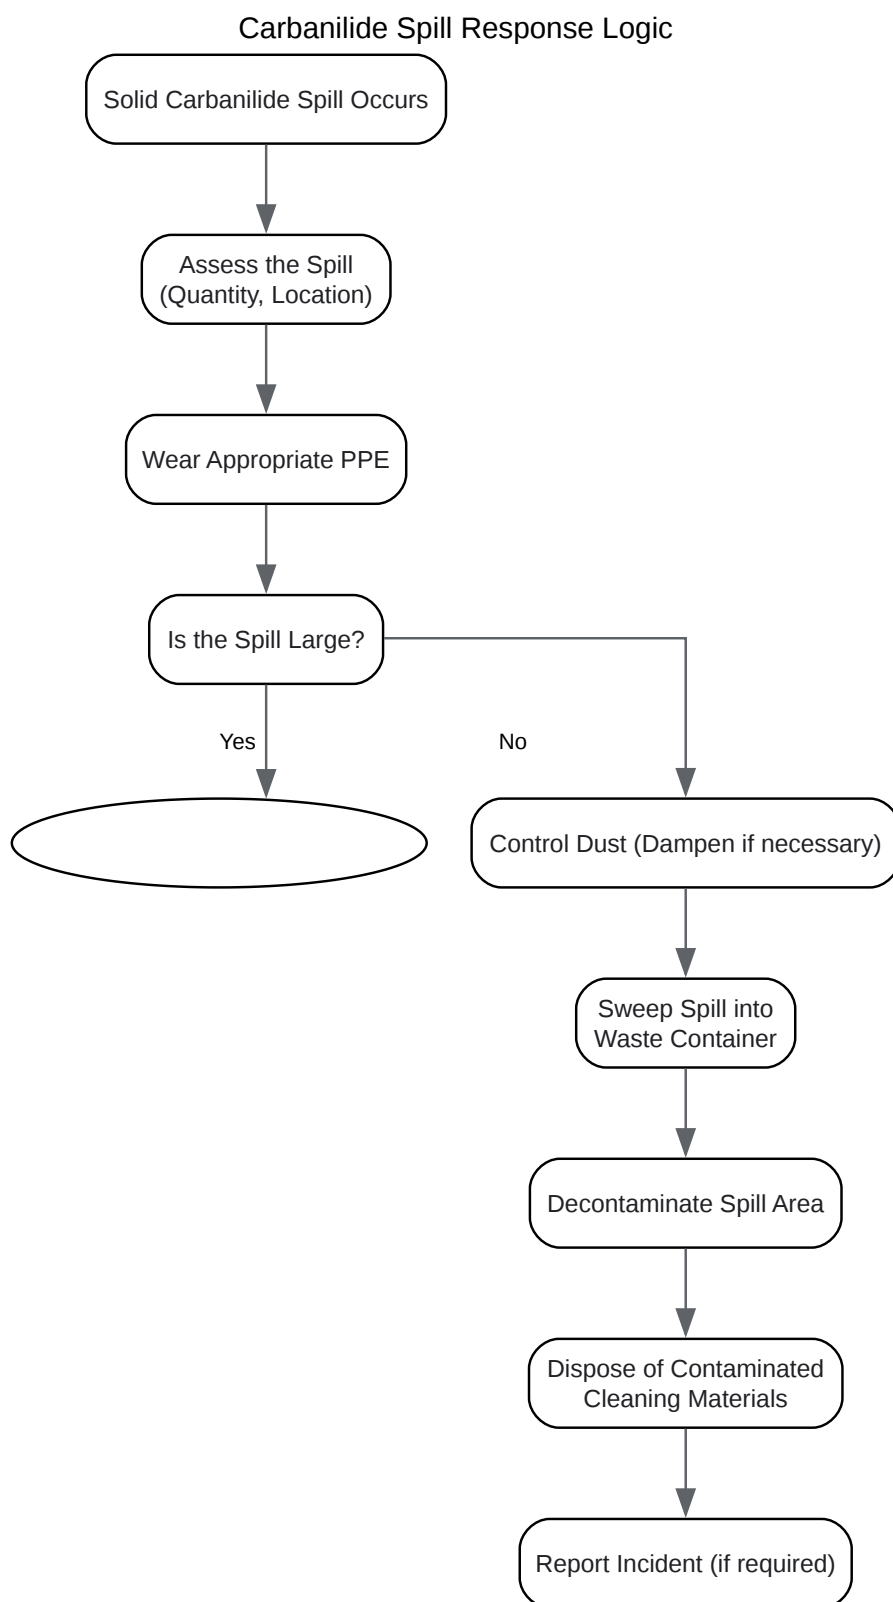 Carbanilide Spill Response Logic
Solid Carbanilide Spill Occurs
Assess the Spill
(Quantity, Location)
Wear Appropriate PPE
Is the Spill Large?
Yes
No
Control Dust (Dampen if necessary)
Sweep Spill into
Waste Container
Decontaminate Spill Area
Dispose of Contaminated
Cleaning Materials
Report Incident (if required)